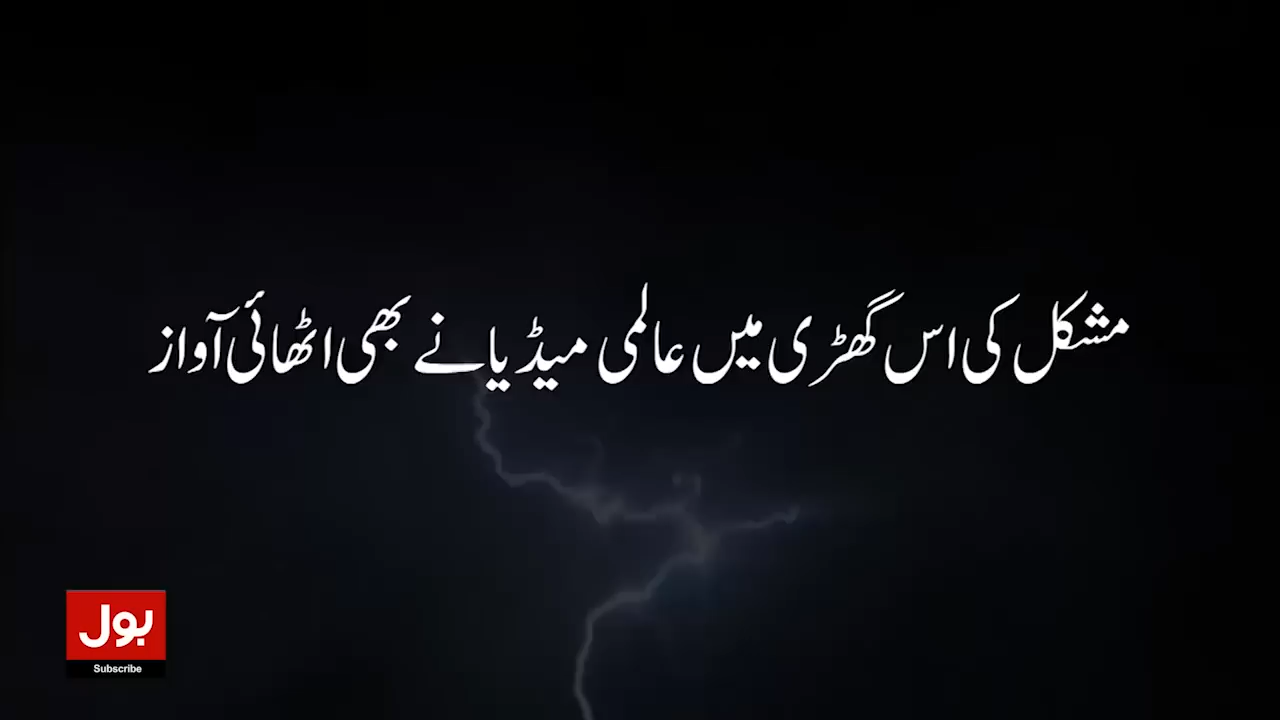 مشکل کی اس گھڑی میں عالمی میڈیا نے بھی اٹھائی آواز
بول
Subscribe